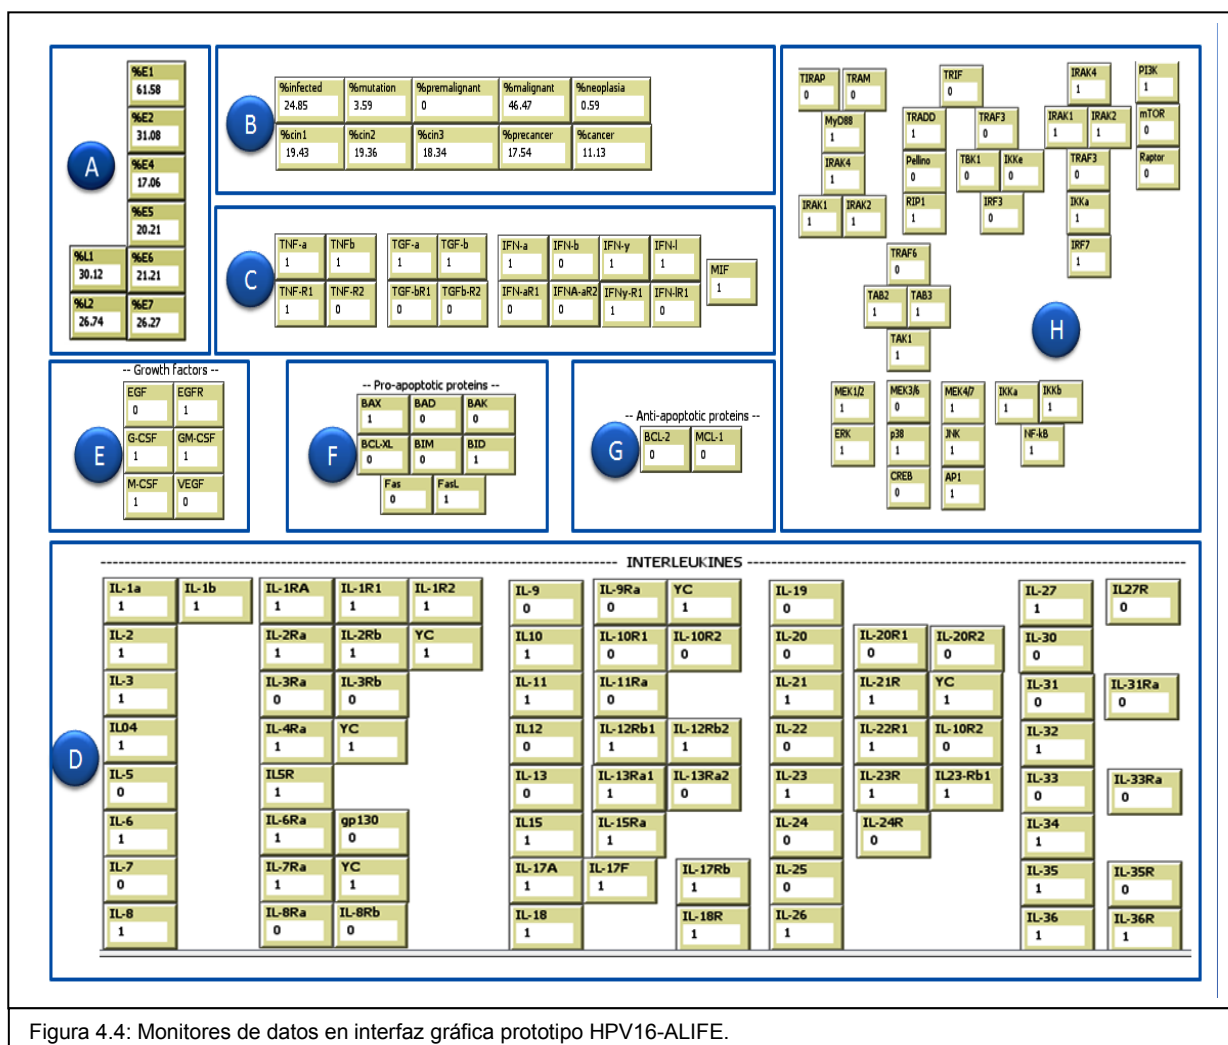 A
%E1
61.58
%E2
31.08
%E4
17.06
%E5
20.21
%L1 %E6
30.12 21.21
%L2 %E7
26.74 26.27
B
%infected %mutation %premalignant %malignant %neoplasia
24.85 3.59 0 46.47 0.59
%cin1 %cin2 %cin3 %precancer %cancer
19.43 19.36 18.34 17.54 11.13
C
TNF-a TNFb TGF-a TGF-b IFN-a IFN-b IFN-y IFN-l
1 1 1 1 1 0 1 1
MIF
1
TNF-R1 TNF-R2 TGF-bR1 TGFb-R2 IFN-aR1 IFNA-aR2 IFNy-R1 IFN-lR1
1 0 0 0 0 0 1 0
H
TIRAP TRAM
0 0
MyD88
1
IRAK4
1
IRAK1 IRAK2
1 1
TRIF
0
TRADD TRAF3
1 0
Pellino TBK1 IKKe
0 0 0
RIP1 IRF3
1 0
IRAK4
1
IRAK1 IRAK2
1 1
TRAF3
0
IKKa
1
IRF7
1
PI3K
1
mTOR
0
Raptor
0
TRAF6
0
TAB2 TAB3
1 1
TAK1
1
MEK1/2 MEK3/6 MEK4/7 IKKa IKKb
1 0 1 1 1
ERK p38 JNK NF-kB
1 1 1 1
CREB AP1
0 1
E
-- Growth factors --
EGF EGFR
0 1
G-CSF GM-CSF
1 1
M-CSF VEGF
1 0
F
-- Pro-apoptotic proteins --
BAX BAD BAK
1 0 0
BCL-XL BIM BID
0 0 1
Fas FasL
0 1
G
-- Anti-apoptotic proteins --
BCL-2 MCL-1
0 0
D
INTERLEUKINES
IL-1a IL-1b IL-1RA IL-1R1 IL-1R2
1 1 1 1 1
IL-2 IL-2Ra IL-2Rb YC
1 1 1 1
IL-3 IL-3Ra IL-3Rb
1 0 0
IL04 IL-4Ra YC
1 1 1
IL-5 IL5R
0 1
IL-6 IL-6Ra gp130
1 1 0
IL-7 IL-7Ra YC
0 1 1
IL-8 IL-8Ra IL-8Rb
1 0 0
IL-9 IL-9Ra YC
0 0 1
IL10 IL-10R1 IL-10R2
1 0 0
IL-11 IL-11Ra
1 0
IL12 IL-12Rb1 IL-12Rb2
0 1 1
IL-13 IL-13Ra1 IL-13Ra2
0 1 0
IL15 IL-15Ra
1 1
IL-17A IL-17F IL-17Rb
1 1 1
IL-18 IL-18R
1 1
IL-19
0
IL-20 IL-20R1 IL-20R2
0 0 0
IL-21 IL-21R YC
1 1 1
IL-22 IL-22R1 IL-10R2
0 1 0
IL-23 IL-23R IL23-Rb1
1 1 1
IL-24 IL-24R
0 0
IL-25
0
IL-26
1
IL-27 IL27R
1 0
IL-30
0
IL-31 IL-31Ra
0 0
IL-32
1
IL-33 IL-33Ra
0 0
IL-34
1
IL-35 IL-35R
1 0
IL-36 IL-36R
1 1
Figura 4.4: Monitores de datos en interfaz gráfica prototipo HPV16-ALIFE.